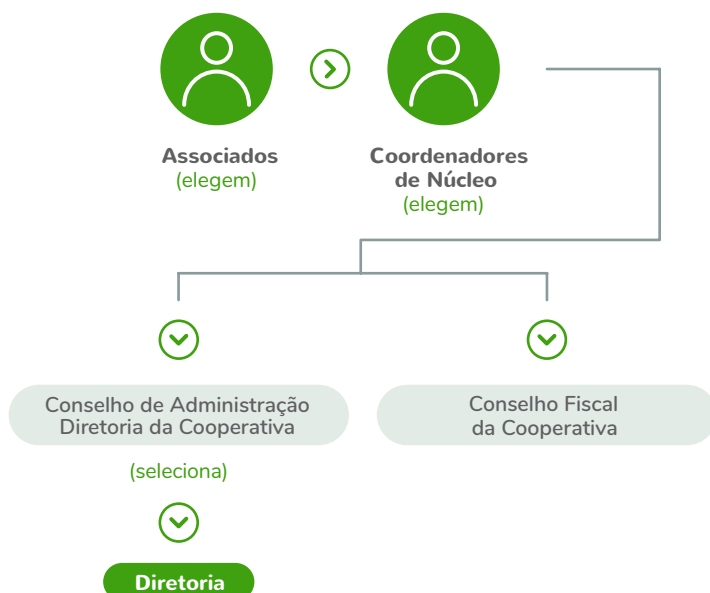 Associados
(elegem)
Coordenadores
de Núcleo
(elegem)
Conselho de Administração
Diretoria da Cooperativa
Conselho Fiscal
da Cooperativa
(seleciona)
Diretoria